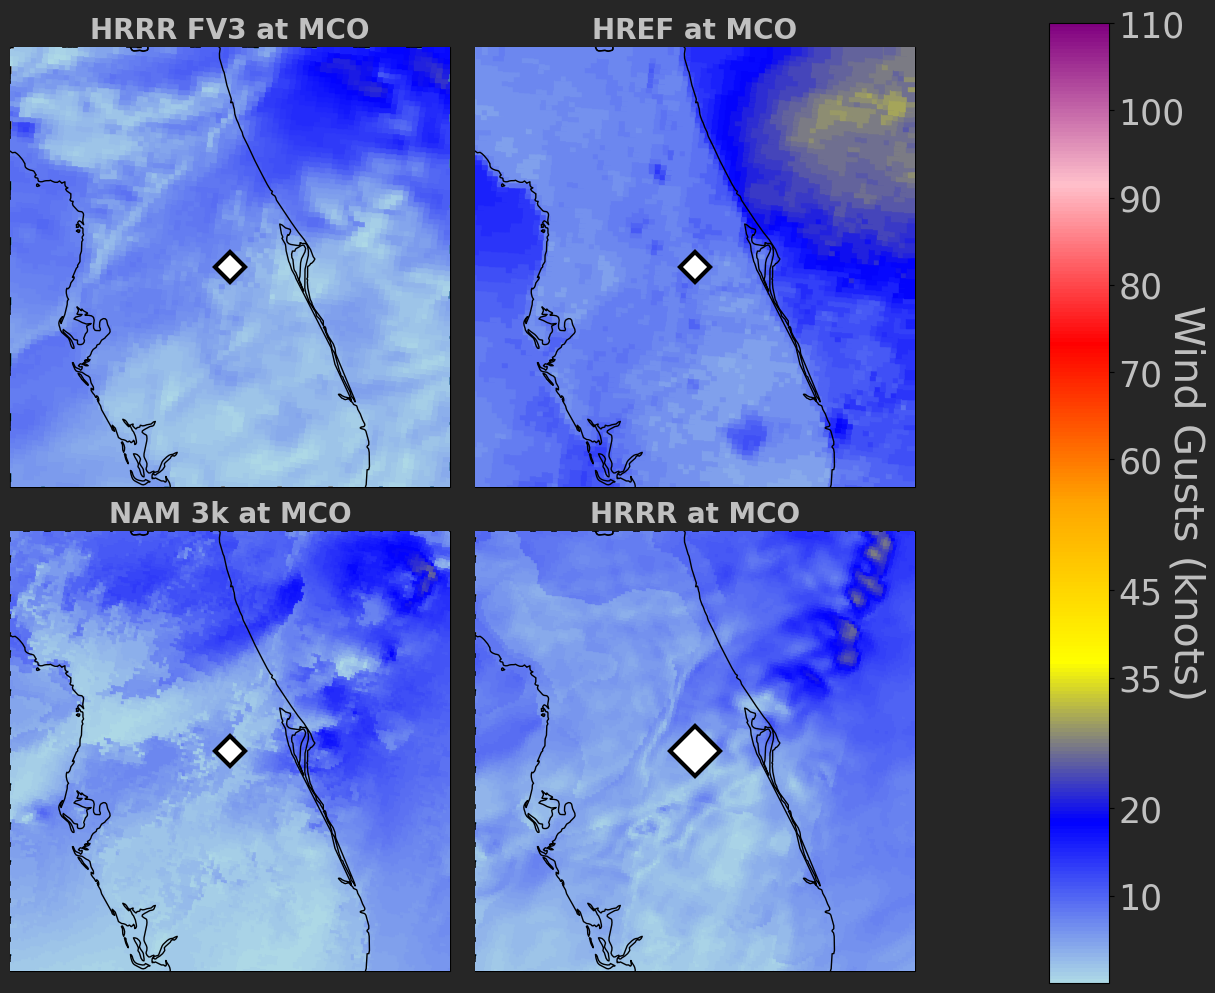 HRRR FV3 at MCO
HREF at MCO
NAM 3k at MCO
HRRR at MCO
110
100
90
80
70
60
45
35
20
10
Wind Gusts (knots)